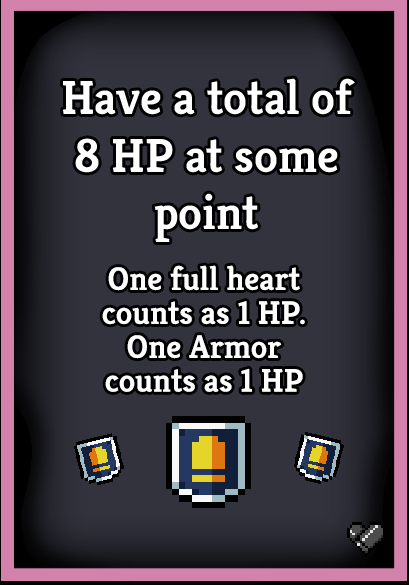 Have a total of
8 HP at some
point
One full heart
counts as 1 HP.
One Armor
counts as 1 HP